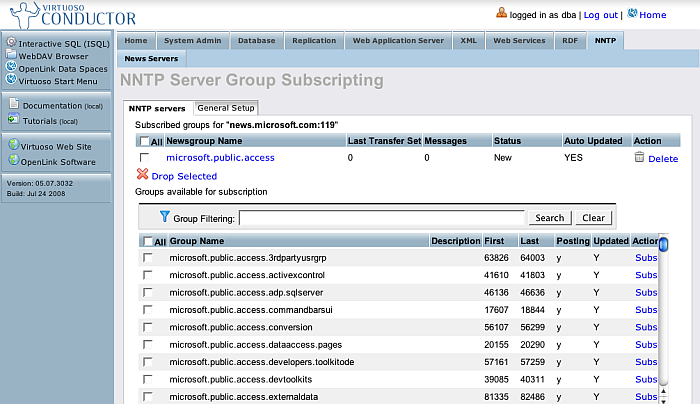 VIRTUOSO
CONDUCTOR
logged in as dba | Log out | Home
Interactive SQL (ISQL)
WebDAV Browser
OpenLink Data Spaces
Virtuoso Start Menu
Documentation (local)
Tutorials (local)
Virtuoso Web Site
OpenLink Software
Version: 05.07.3032
Build: Jul 24 2008
Home System Admin Database Replication Web Application Server XML Web Services RDF NNTP
News Servers
NNTP Server Group Subscripting
NNTP servers General Setup
Subscribed groups for "news.microsoft.com:119"
All Newsgroup Name Last Transfer Set Messages Status Auto Updated Action
microsoft.public.access 0 0 New YES Delete
Drop Selected
Groups available for subscription
Group Filtering: Search Clear
All Group Name Description First Last Posting Updated Action
microsoft.public.access.3rdpartyusrgrp 63826 64003 y Y Subs
microsoft.public.access.activexcontrol 41610 41803 y Y Subs
microsoft.public.access.adp.sqlserver 46136 46636 y Y Subs
microsoft.public.access.commandbarsui 17607 18844 y Y Subs
microsoft.public.access.conversion 56107 56299 y Y Subs
microsoft.public.access.dataaccess.pages 20155 20290 y Y Subs
microsoft.public.access.developers.toolkitode 57161 57259 y Y Subs
microsoft.public.access.devtoolkits 39085 40311 y Y Subs
microsoft.public.access.externaldata 81335 82486 y Y Subs